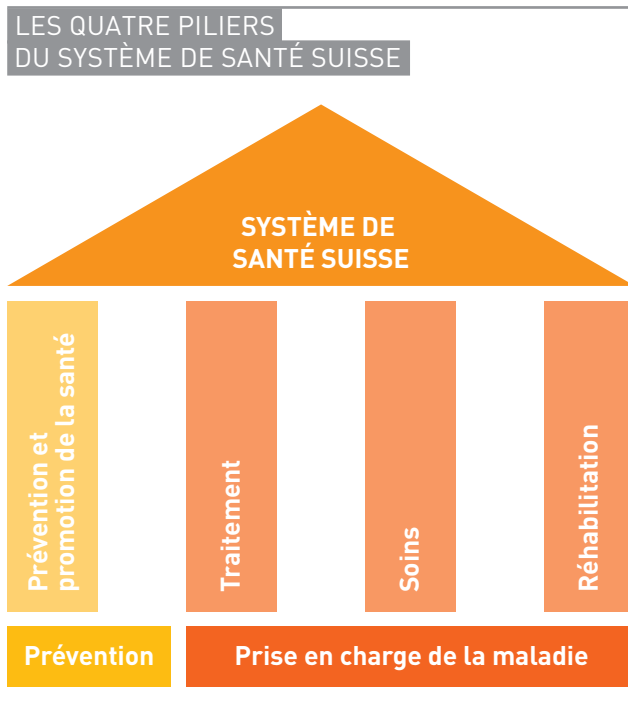 LES QUATRE PILIERS
DU SYSTÈME DE SANTÉ SUISSE
SYSTÈME DE
SANTÉ SUISSE
Prévention et
promotion de la santé
Traitement
Soins
Réhabilitation
Prévention
Prise en charge de la maladie